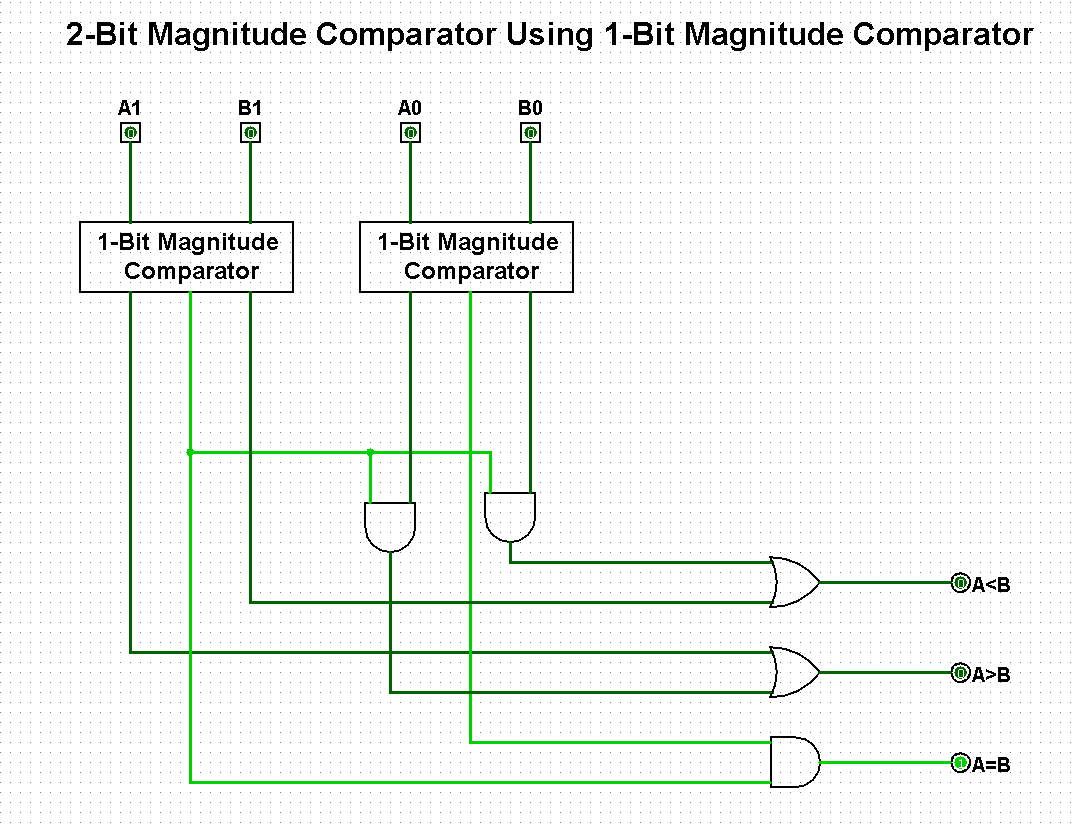 2-Bit Magnitude Comparator Using 1-Bit Magnitude Comparator
A1 B1 A0 B0
0 0 0 0
1-Bit Magnitude
Comparator
1-Bit Magnitude
Comparator
0 A<B
0 A>B
1 A=B